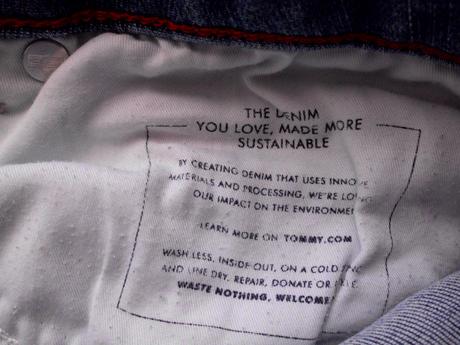 THE DENIM
YOU LOVE, MADE MORE
SUSTAINABLE
BY CREATING DENIM THAT USES
MATERIALS AND PROCESSING, WE'RE
OUR IMPACT ON THE ENVIRONMENT
LEARN MORE ON TOMMY.COM
WASH LESS, INSIDE OUT, ON A COLD
AND LINE DRY. REPAIR, DONATE OR
WASTE NOTHING, WELCOME